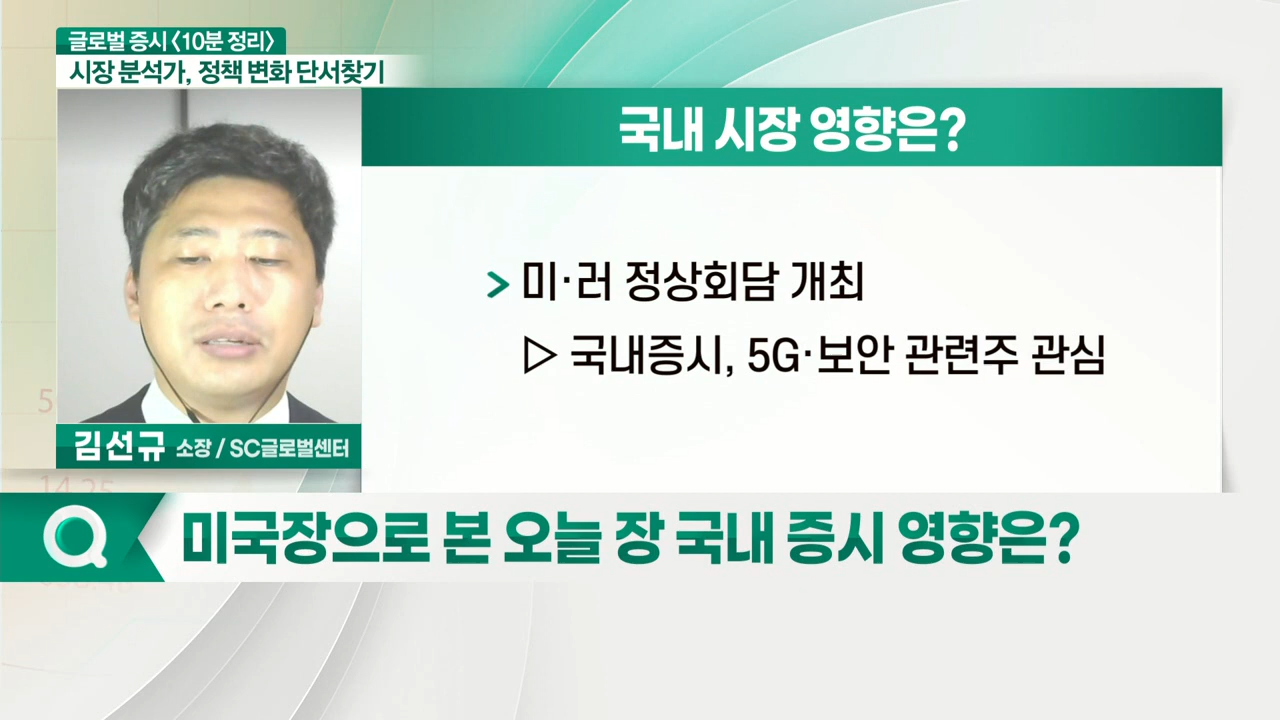 글로벌 증시 <10분 정리>
시장 분석가, 정책 변화 단서찾기
국내 시장 영향은?
> 미·러 정상회담 개최
▷ 국내증시, 5G·보안 관련주 관심
김선규 소장 / SC글로벌센터
14.25
Q 미국장으로 본 오늘 장 국내 증시 영향은?